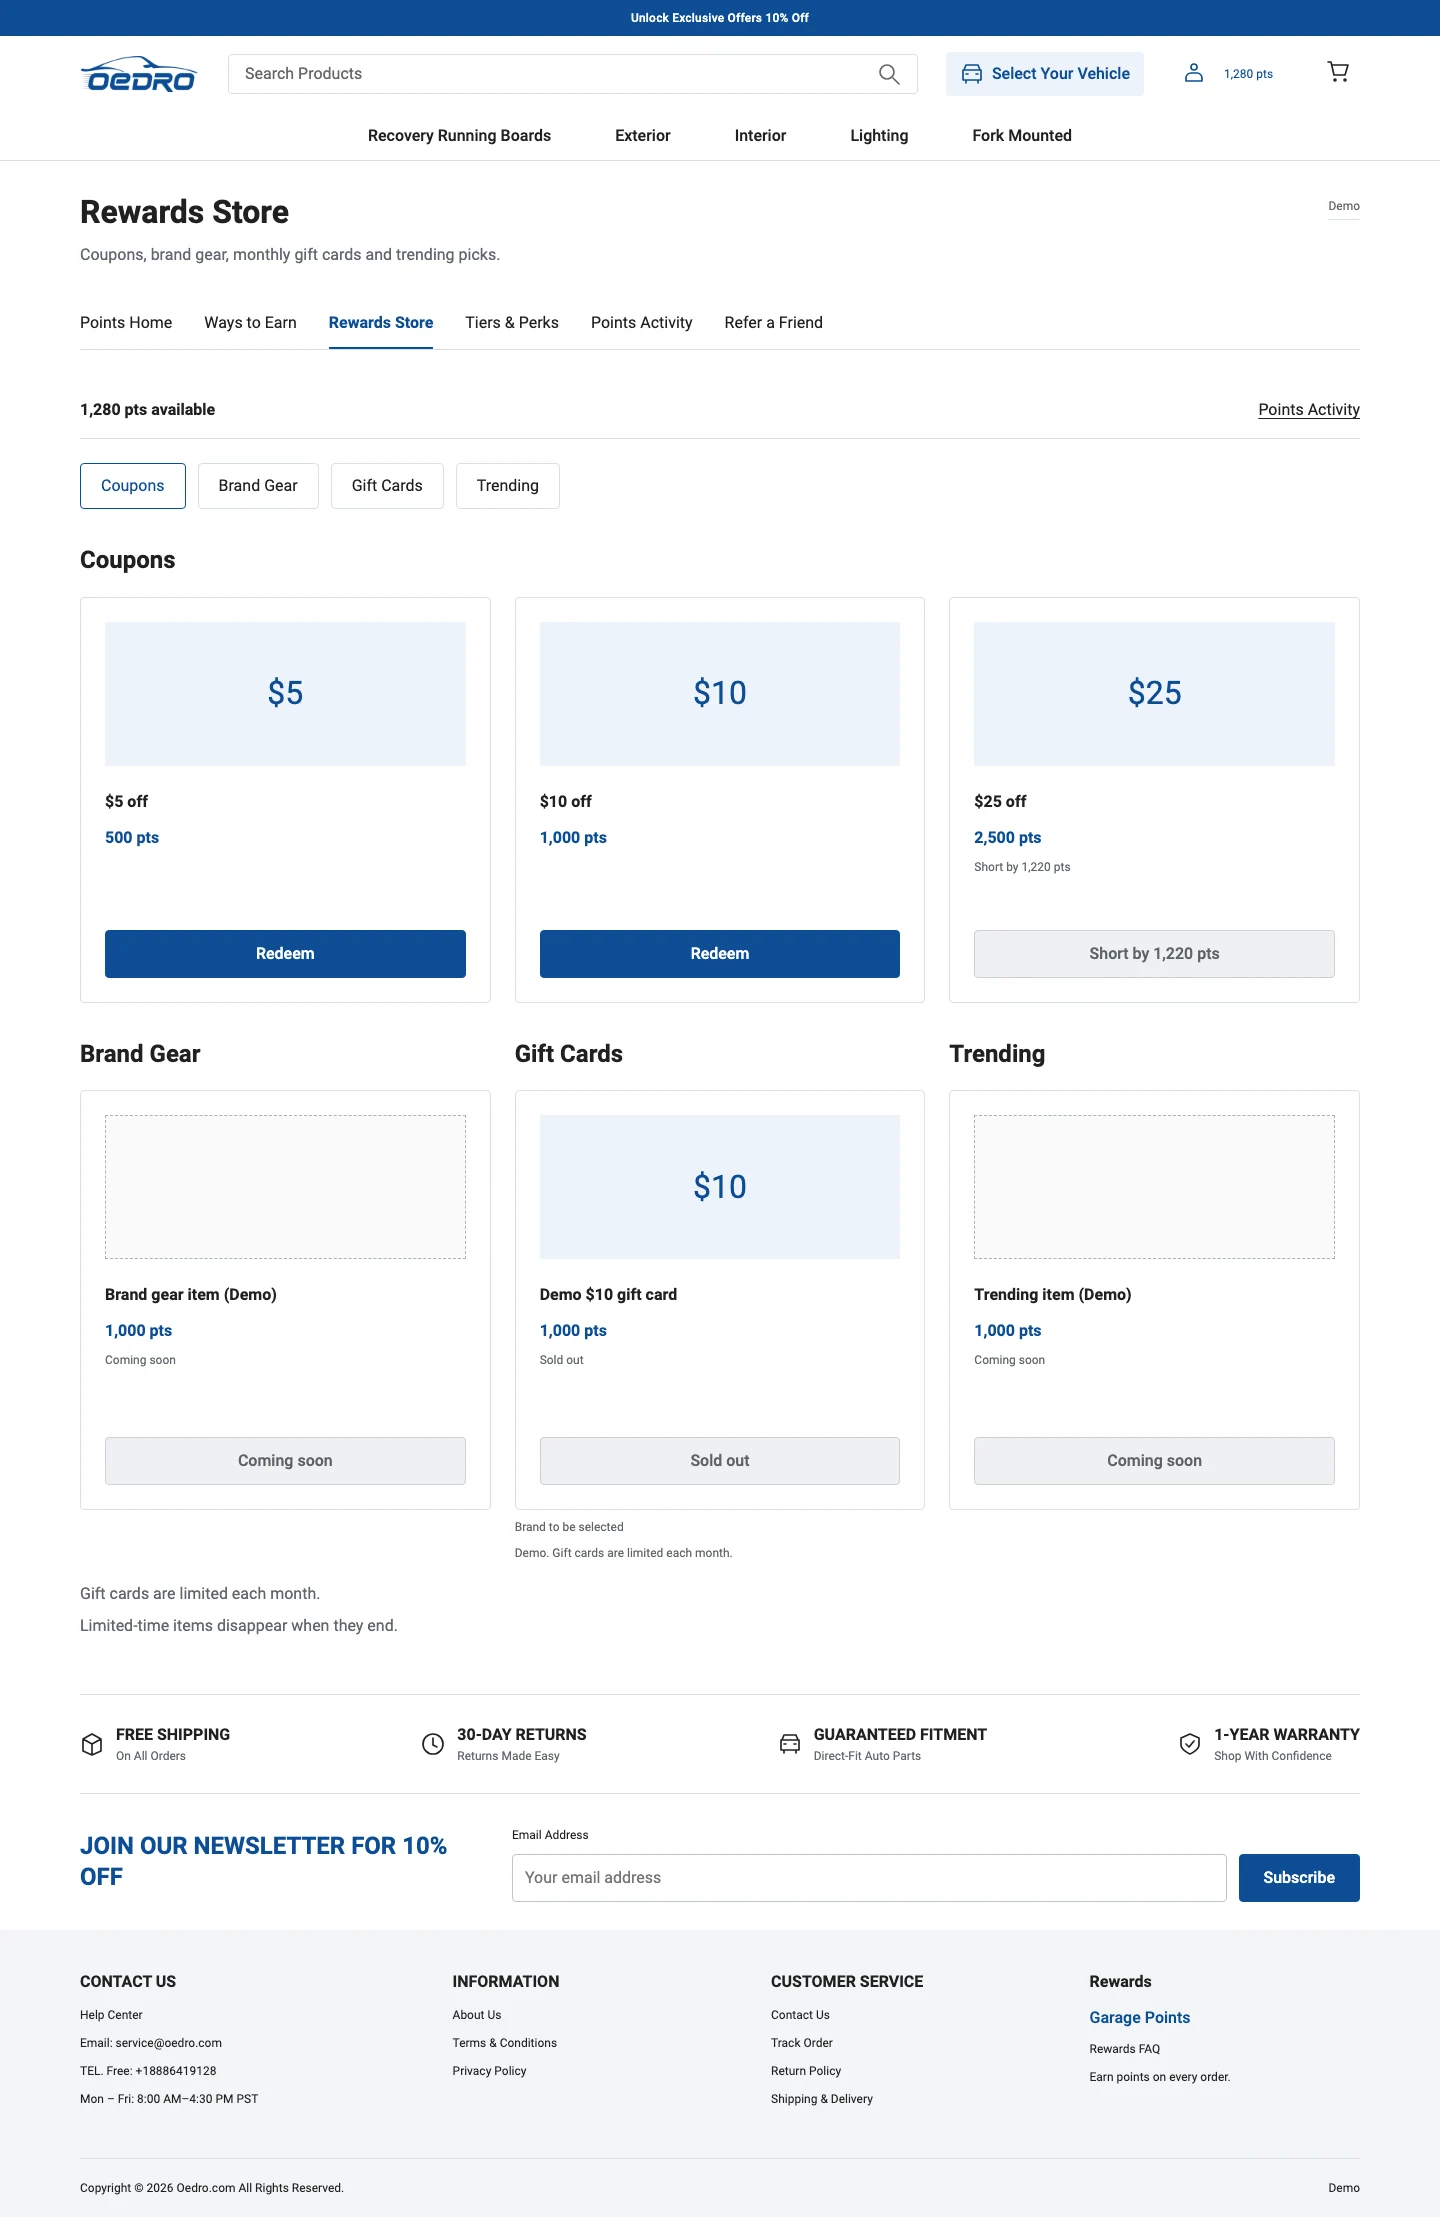 Unlock Exclusive Offers 10% Off
OEDRO
Search Products
Select Your Vehicle
1,280 pts
Recovery Running Boards
Exterior
Interior
Lighting
Fork Mounted
Rewards Store
Demo
Coupons, brand gear, monthly gift cards and trending picks.
Points Home
Ways to Earn
Rewards Store
Tiers & Perks
Points Activity
Refer a Friend
1,280 pts available
Points Activity
Coupons
Brand Gear
Gift Cards
Trending
Coupons
$5
$5 off
500 pts
Redeem
$10
$10 off
1,000 pts
Redeem
$25
$25 off
2,500 pts
Short by 1,220 pts
Short by 1,220 pts
Brand Gear
Brand gear item (Demo)
1,000 pts
Coming soon
Coming soon
Gift Cards
$10
Demo $10 gift card
1,000 pts
Sold out
Sold out
Brand to be selected
Demo. Gift cards are limited each month.
Trending
Trending item (Demo)
1,000 pts
Coming soon
Coming soon
Gift cards are limited each month.
Limited-time items disappear when they end.
FREE SHIPPING
On All Orders
30-DAY RETURNS
Returns Made Easy
GUARANTEED FITMENT
Direct-Fit Auto Parts
1-YEAR WARRANTY
Shop With Confidence
JOIN OUR NEWSLETTER FOR 10%
OFF
Email Address
Your email address
Subscribe
CONTACT US
Help Center
Email: service@oedro.com
TEL. Free: +18886419128
Mon – Fri: 8:00 AM–4:30 PM PST
INFORMATION
About Us
Terms & Conditions
Privacy Policy
CUSTOMER SERVICE
Contact Us
Track Order
Return Policy
Shipping & Delivery
Rewards
Garage Points
Rewards FAQ
Earn points on every order.
Copyright © 2026 Oedro.com All Rights Reserved.
Demo